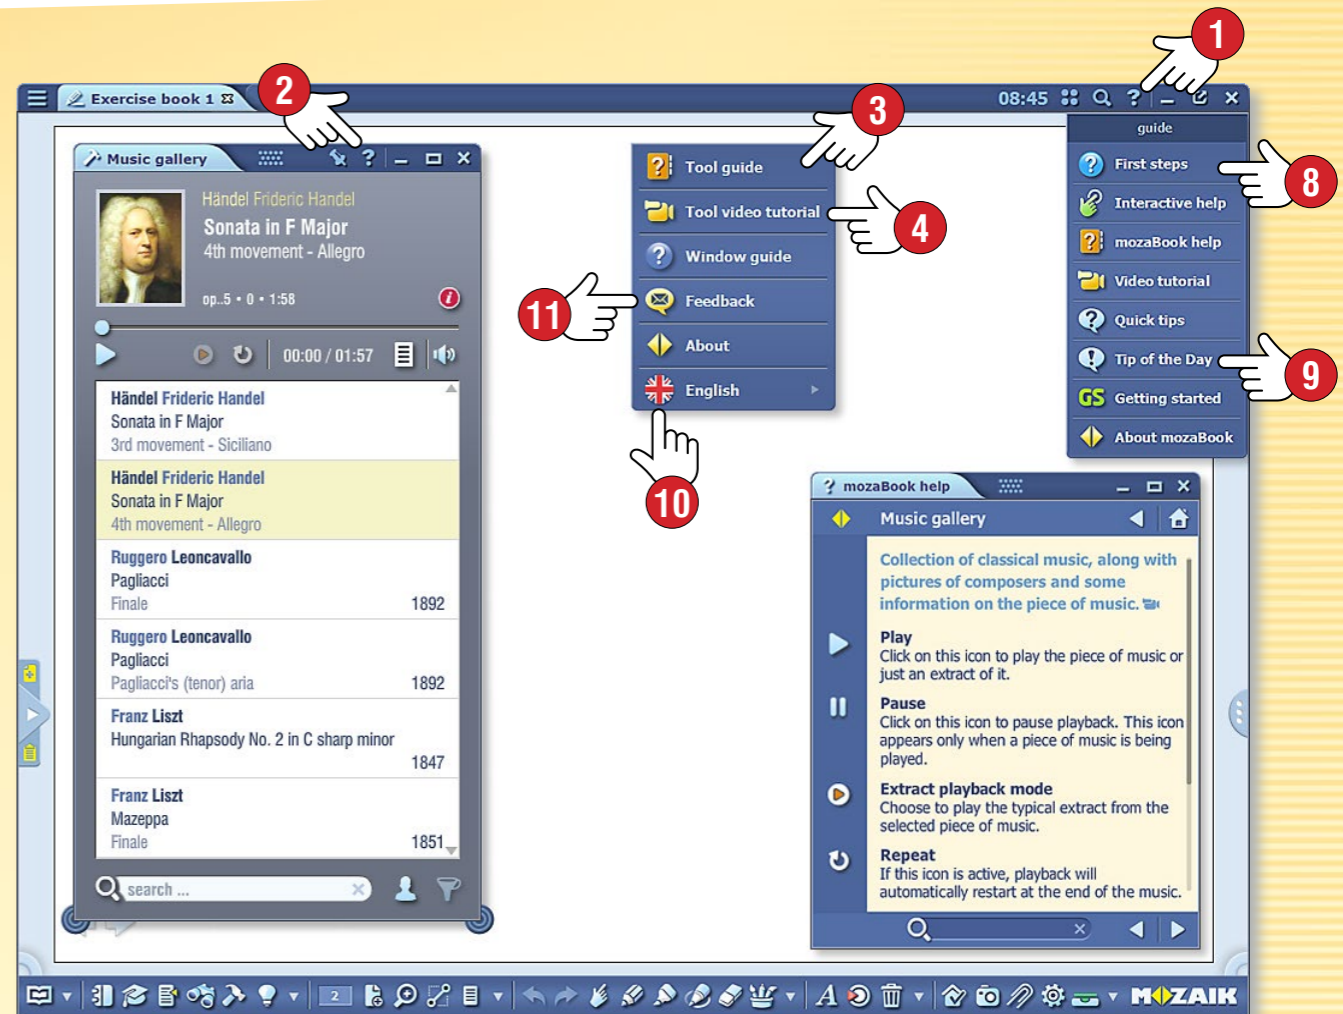 1
2
Exercise book 1
08:45
guide
First steps
Interactive help
mozaBook help
Video tutorial
Quick tips
Tip of the Day
GS Getting started
About mozaBook
8
9
3
4
11
10
Tool guide
Tool video tutorial
Window guide
Feedback
About
English
Music gallery
Händel Frideric Handel
Sonata in F Major
4th movement - Allegro
op..5 • 0 • 1:58
00:00 / 01:57
Händel Frideric Handel
Sonata in F Major
3rd movement - Siciliano
Händel Frideric Handel
Sonata in F Major
4th movement - Allegro
Ruggero Leoncavallo
Pagliacci
Finale 1892
Ruggero Leoncavallo
Pagliacci
Pagliacci's (tenor) aria 1892
Franz Liszt
Hungarian Rhapsody No. 2 in C sharp minor
1847
Franz Liszt
Mazeppa
Finale 1851
search ...
? mozaBook help
Music gallery
Collection of classical music, along with
pictures of composers and some
information on the piece of music.
Play
Click on this icon to play the piece of music or
just an extract of it.
Pause
Click on this icon to pause playback. This icon
appears only when a piece of music is being
played.
Extract playback mode
Choose to play the typical extract from the
selected piece of music.
Repeat
If this icon is active, playback will
automatically restart at the end of the music.
2
A
MOZAIK